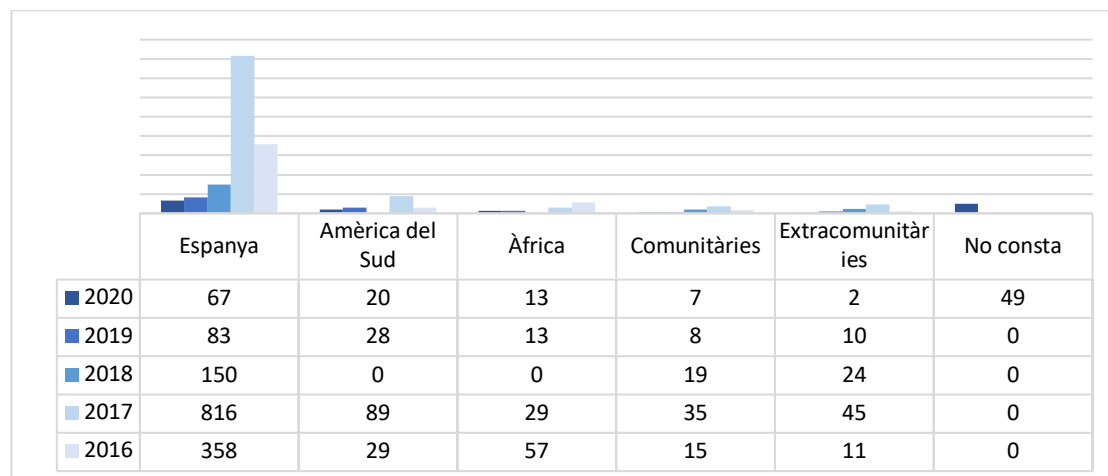 Espanya Amèrica del Sud Àfrica Comunitàries Extracomunitàr ies No consta
2020 67 20 13 7 2 49
2019 83 28 13 8 10 0
2018 150 0 0 19 24 0
2017 816 89 29 35 45 0
2016 358 29 57 15 11 0